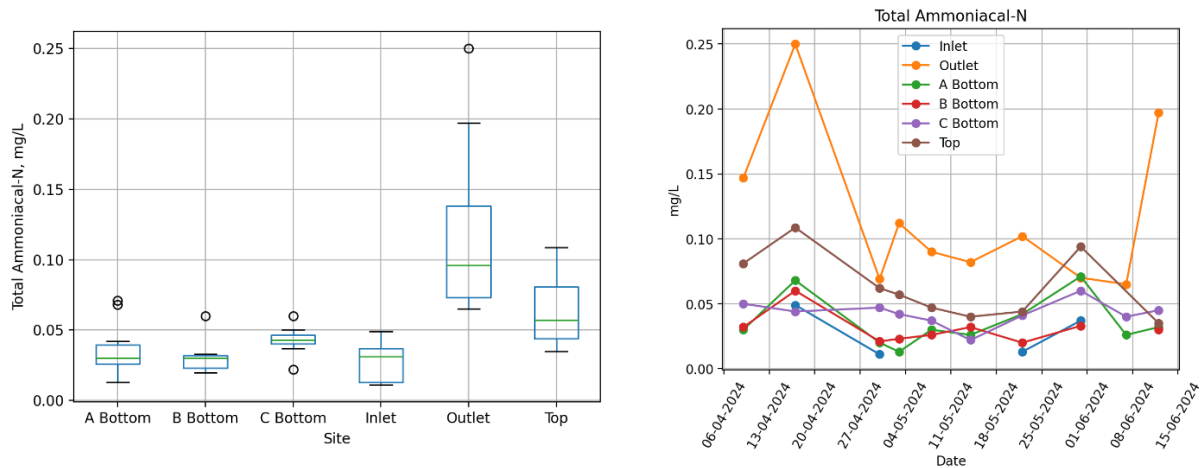 0.25
0.20
0.15
0.10
0.05
0.00
Total Ammoniacal-N, mg/L
A Bottom B Bottom C Bottom Inlet Outlet Top
Site
Total Ammoniacal-N
0.25
0.20
0.15
0.10
0.05
0.00
mg/L
Inlet
Outlet
A Bottom
B Bottom
C Bottom
Top
06-04-2024 13-04-2024 20-04-2024 27-04-2024 04-05-2024 11-05-2024 18-05-2024 25-05-2024 01-06-2024 08-06-2024 15-06-2024
Date